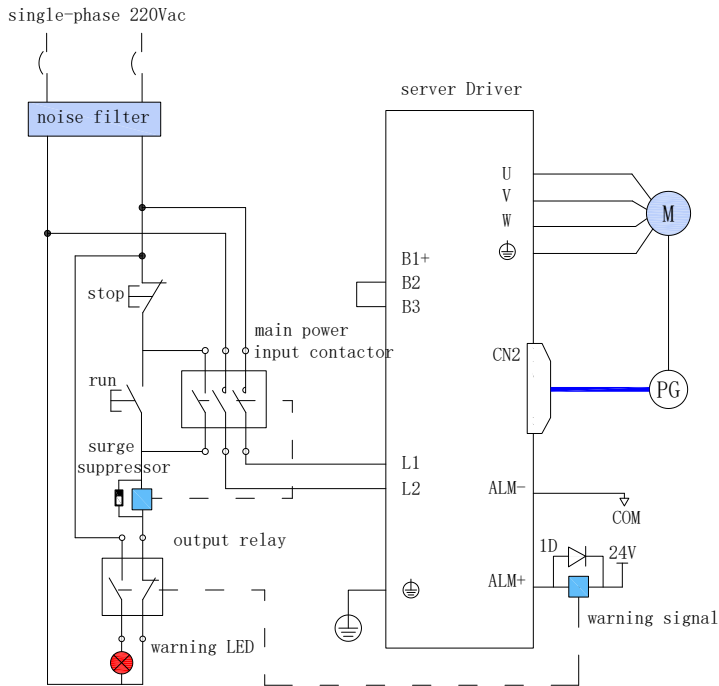 single-phase 220Vac
noise filter
server Driver
U
V
W
M
B1+
B2
B3
stop
main power
input contactor
CN2
run
PG
surge
suppressor
L1
L2
ALM-
COM
output relay
1D
24V
ALM+
warning signal
warning LED